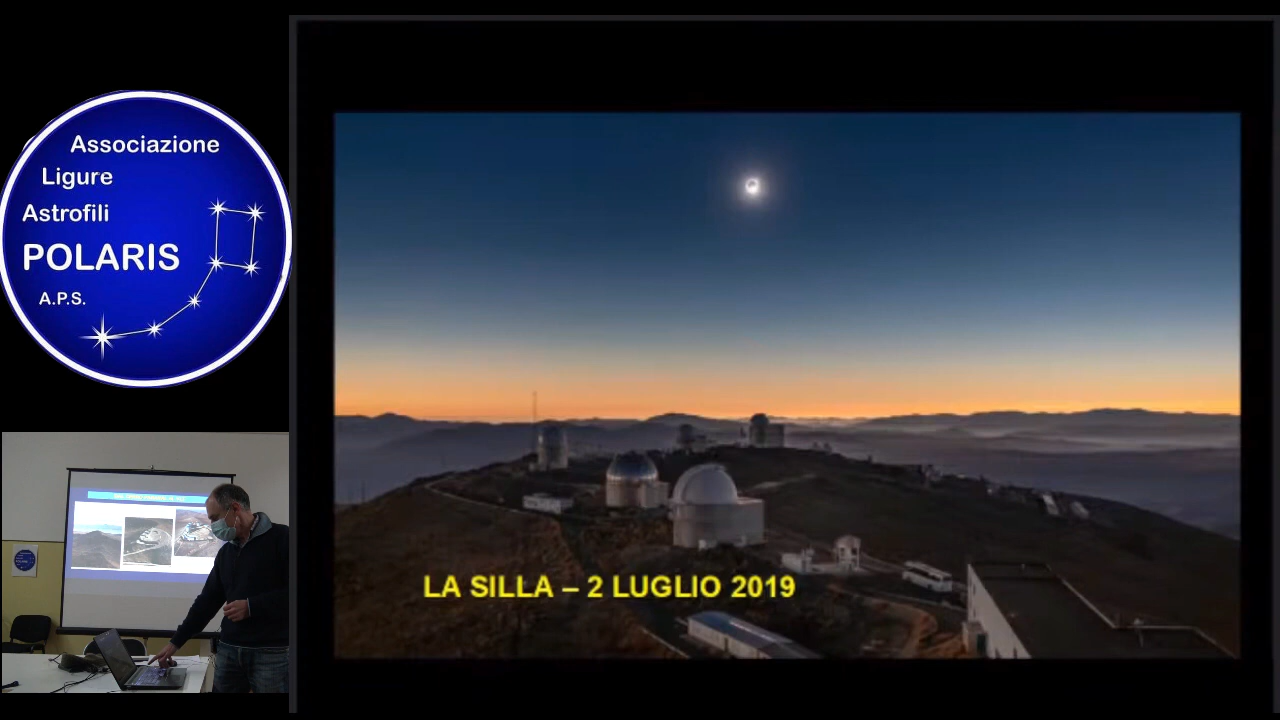 Associazione
Ligure
Astrofili
POLARIS
A.P.S.
LA SILLA – 2 LUGLIO 2019